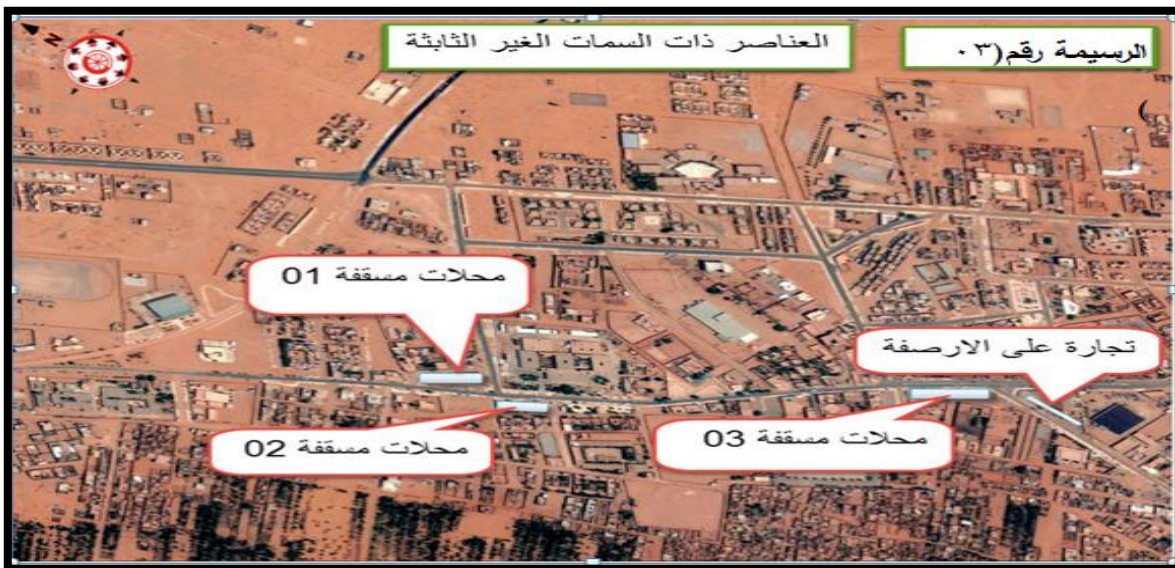 الرسيمة رقم(٠٣
العناصر ذات السمات الغير الثابثة
N
محلات مسقفة 01
تجارة على الارصفة
محلات مسقفة 03
محلات مسقفة 02